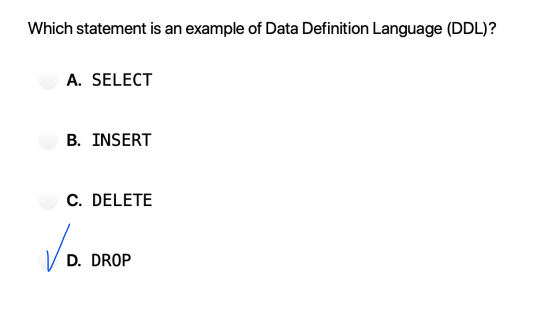 Which statement is an example of Data Definition Language (DDL)?
A. SELECT
B. INSERT
C. DELETE
D. DROP